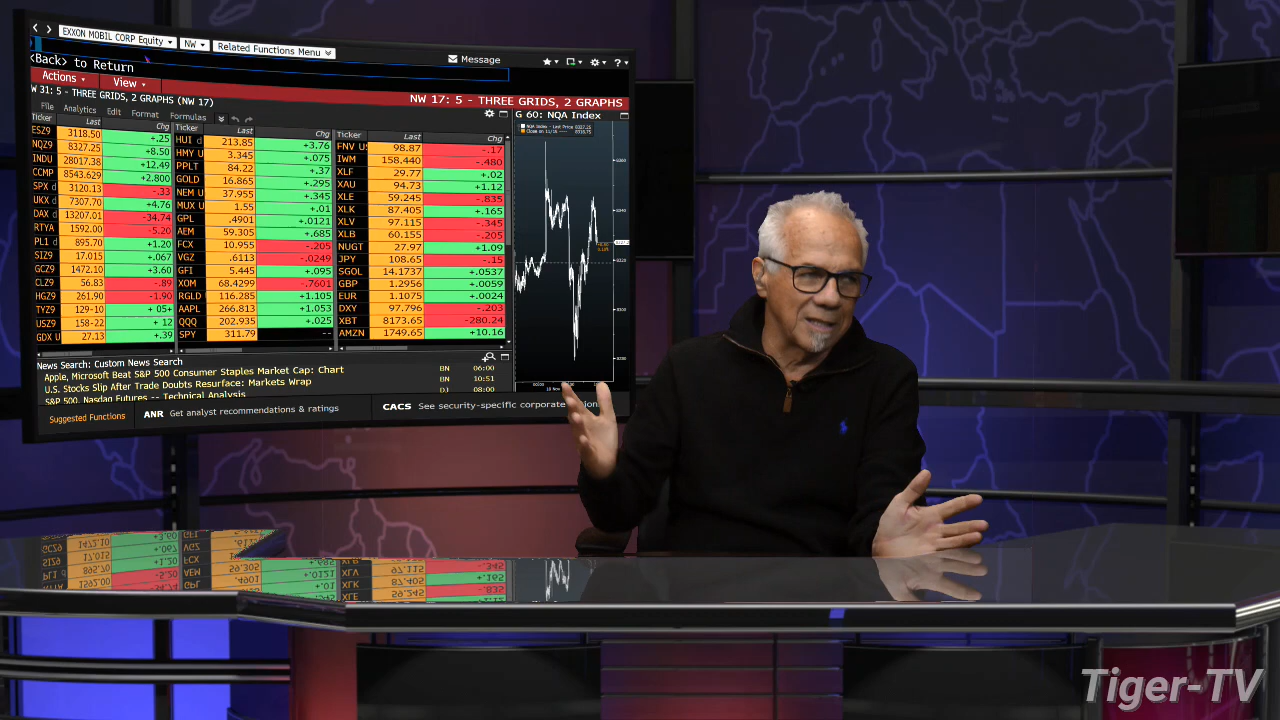 EXXON MOBIL CORP Equity NW Related Functions Menu
Message
<Back> to Return
Actions View
W 31: 5 - THREE GRIDS, 2 GRAPHS (NW 17) NW 17: 5 - THREE GRIDS, 2 GRAPHS
File Analytics Edit Format Formulas
G 60: NQA Index
Ticker Last Chg
ESZ9 3118.50 +.25
NQZ9 8327.25 +8.50
INDU 28017.38 +12.49
CCMP 8543.629 +2.800
SPX 3120.13 -.33
UKX 7307.70 +4.76
DAX 13207.01 -34.74
RTYA 1592.00 -5.20
PL1 895.70 +1.20
SIZ9 17.015 +.067
GCZ9 1472.10 +3.60
CLZ9 56.83 -.89
HGZ9 261.90 -1.90
TYZ9 129-10 + 05+
USZ9 158-22 + 12
GDX U 27.13 +.39
Ticker Last Chg
HUI 213.85 +3.76
HMY U 3.345 +.075
PPLT 84.22 +.37
GOLD 16.865 +.295
NEM U 37.955 +.345
MUX U 1.55 +.01
GPL .4901 +.0121
AEM 59.305 +.685
FCX 10.955 -.205
VGZ .6113 -.0249
GFI 5.445 +.095
XOM 68.4299 -.7601
RGLD 116.285 +1.105
AAPL 266.813 +1.053
QQQ 202.935 +.025
SPY 311.79 --
Ticker Last Chg
FNV 98.87 -.17
IWM 158.440 -.480
XLF 29.77 +.02
XAU 94.73 +1.12
XLE 59.245 -.835
XLK 87.405 +.165
XLV 97.115 -.345
XLB 60.155 -.205
NUGT 27.97 +1.09
JPY 108.65 -.15
SGOL 14.1737 +.0537
GBP 1.2956 +.0059
EUR 1.1075 +.0024
DXY 97.796 -.203
XBT 8173.65 -280.24
AMZN 1749.65 +10.16
News Search: Custom News Search
Apple, Microsoft Beat S&P 500 Consumer Staples Market Cap: Chart BN 06:00
U.S. Stocks Slip After Trade Doubts Resurface: Markets Wrap BN 10:51
S&P 500, Nasdaq Futures -- Technical Analysis DJ 08:00
Suggested Functions ANR Get analyst recommendations & ratings CACS See security-specific corporate
Tiger-TV